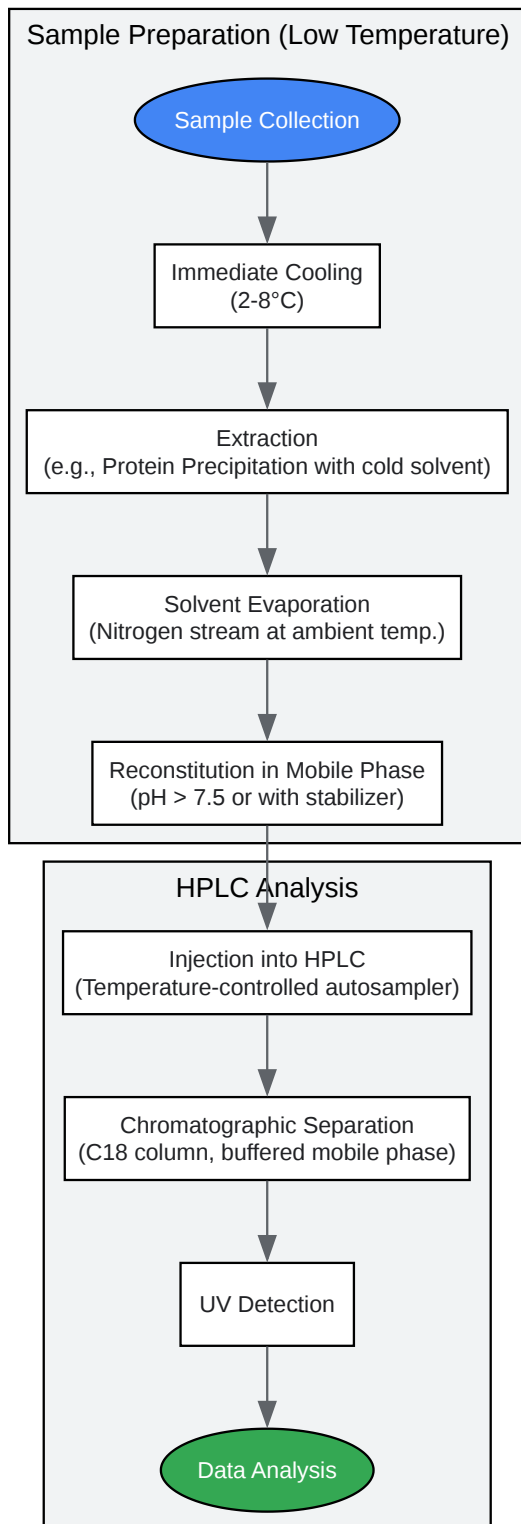 Sample Preparation (Low Temperature)
Sample Collection
Immediate Cooling
(2-8°C)
Extraction
(e.g., Protein Precipitation with cold solvent)
Solvent Evaporation
(Nitrogen stream at ambient temp.)
Reconstitution in Mobile Phase
(pH > 7.5 or with stabilizer)
HPLC Analysis
Injection into HPLC
(Temperature-controlled autosampler)
Chromatographic Separation
(C18 column, buffered mobile phase)
UV Detection
Data Analysis